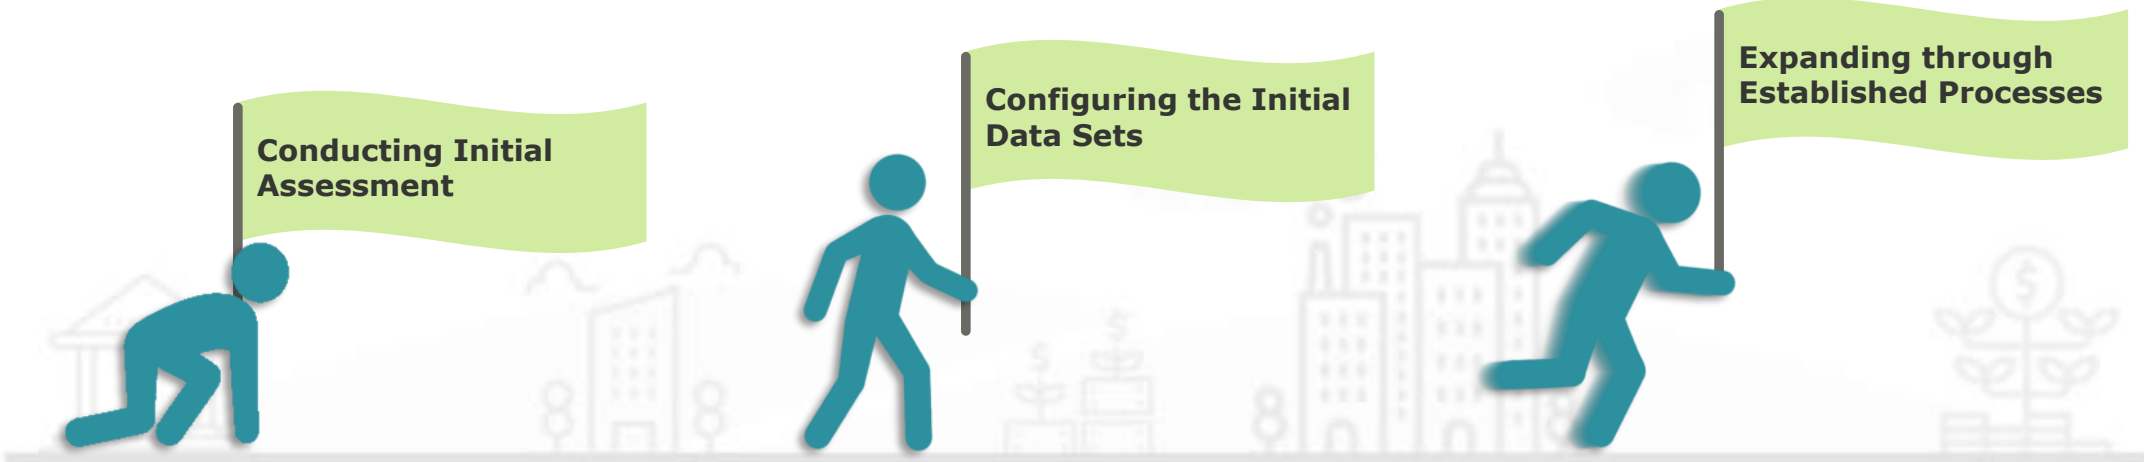 Conducting Initial
Assessment
Configuring the Initial
Data Sets
Expanding through
Established Processes
$
$
$